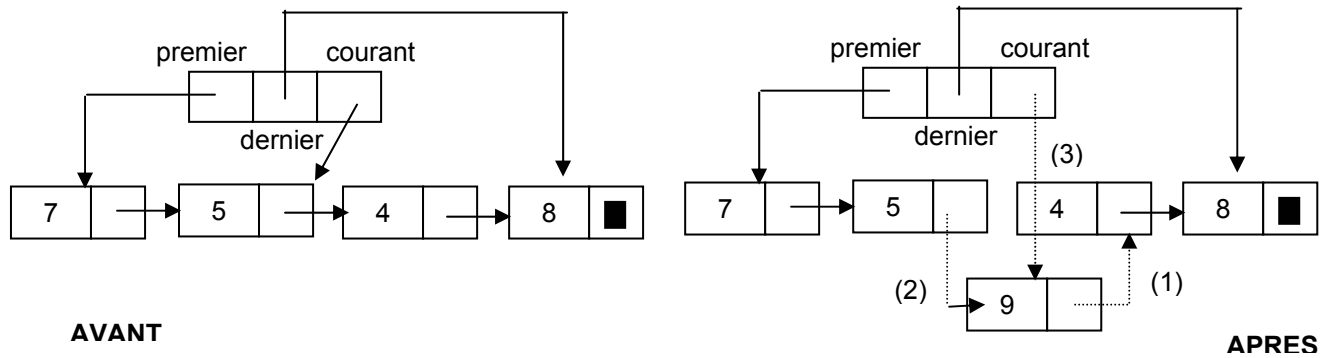 premier courant
dernier
7 5 4 8
AVANT
premier courant
dernier
(3)
7 5 4 8
(2) 9 (1)
APRES